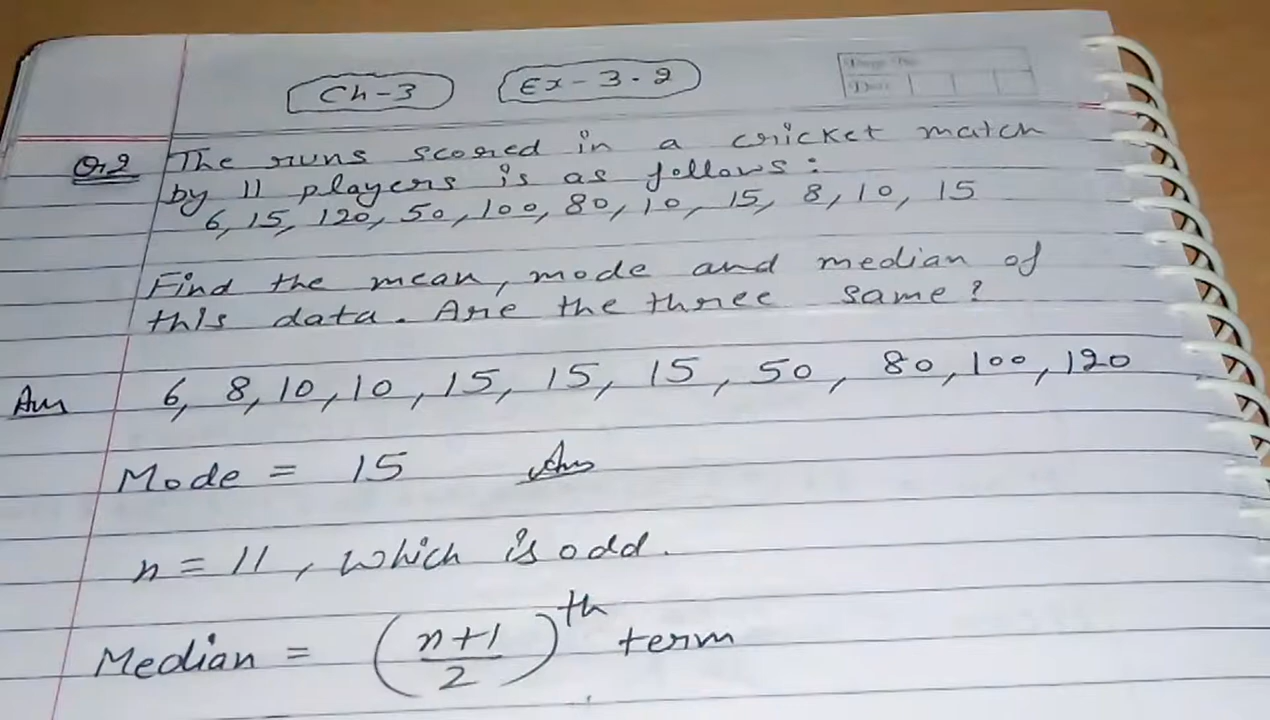 Ch-3 Ex-3.2
Date
Q.2 The runs scored in a cricket match
by 11 players is as follows:
6, 15, 120, 50, 100, 80, 10, 15, 8, 10, 15
Find the mean, mode and median of
this data. Are the three same?
Ans 6, 8, 10, 10, 15, 15, 15, 50, 80, 100, 120
Mode = 15 Ans
n = 11, which is odd.
Median = (n+1/2)th term